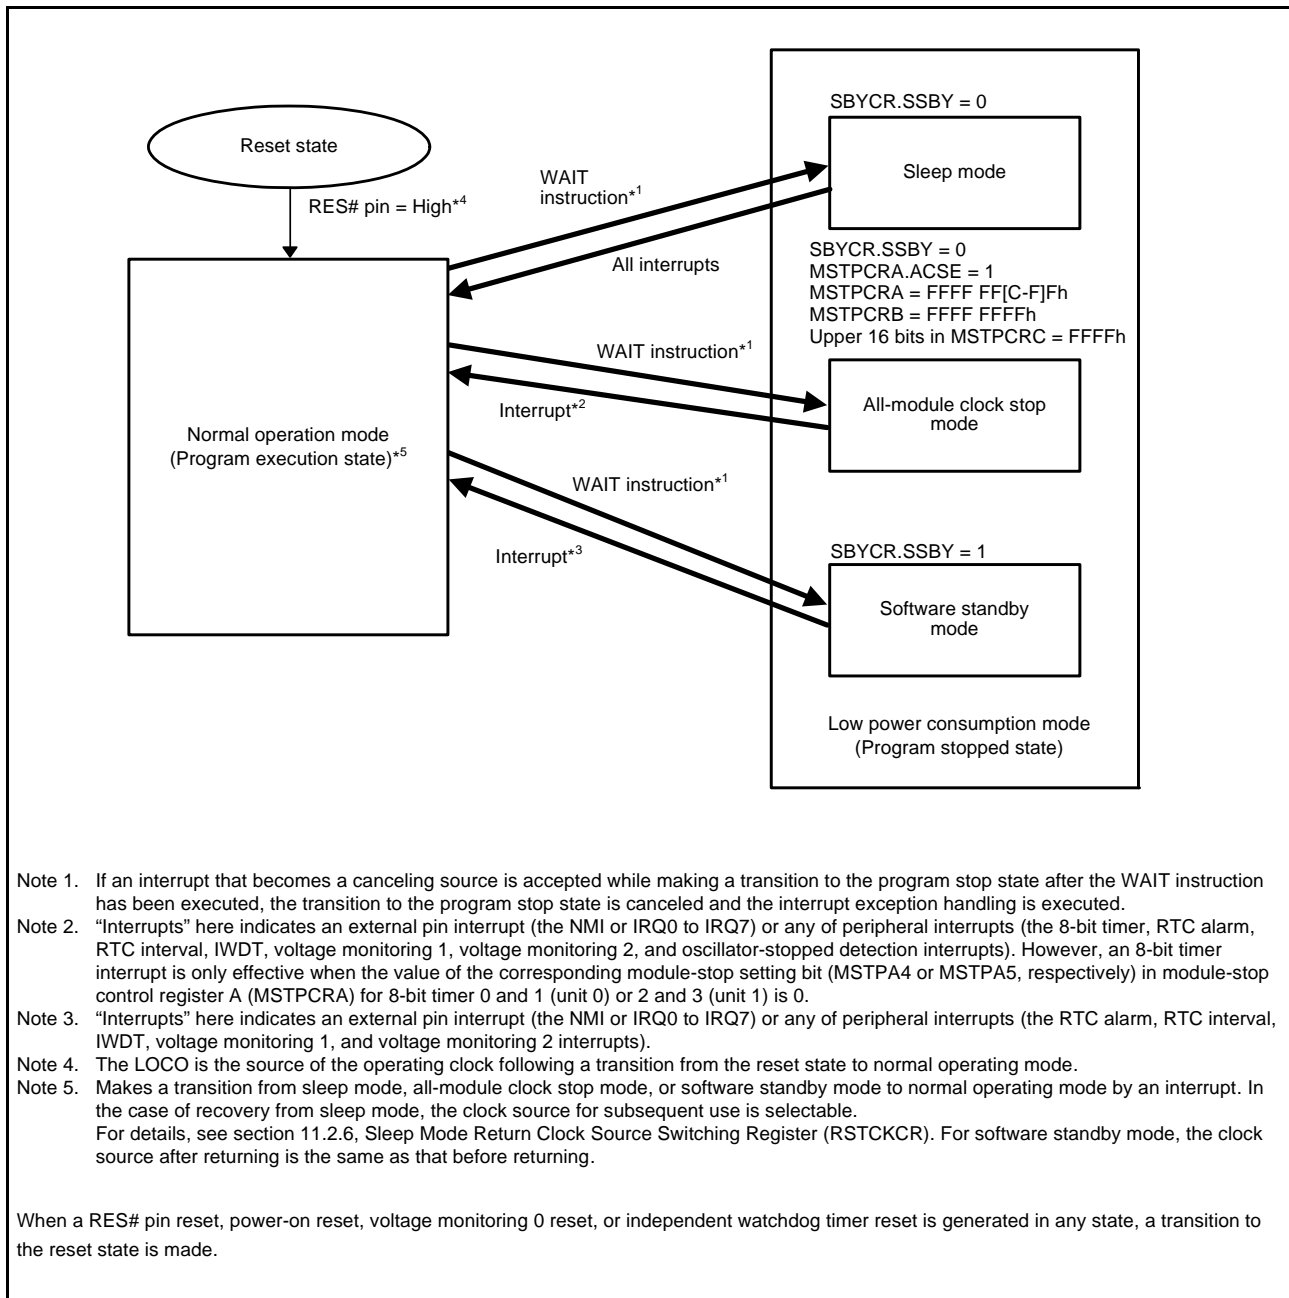 SBYCR.SSBY = 0
Reset state
Sleep mode
WAIT
instruction*1
RES# pin = High*4
All interrupts
SBYCR.SSBY = 0
MSTPCRA.ACSE = 1
MSTPCRA = FFFF FF[C-F]Fh
MSTPCRB = FFFF FFFFh
Upper 16 bits in MSTPCRC = FFFFh
WAIT instruction*1
Interrupt*2
All-module clock stop
mode
Normal operation mode
(Program execution state)*5
WAIT instruction*1
Interrupt*3
SBYCR.SSBY = 1
Software standby
mode
Low power consumption mode
(Program stopped state)
Note 1. If an interrupt that becomes a canceling source is accepted while making a transition to the program stop state after the WAIT instruction
has been executed, the transition to the program stop state is canceled and the interrupt exception handling is executed.
Note 2. “Interrupts” here indicates an external pin interrupt (the NMI or IRQ0 to IRQ7) or any of peripheral interrupts (the 8-bit timer, RTC alarm,
RTC interval, IWDT, voltage monitoring 1, voltage monitoring 2, and oscillator-stopped detection interrupts). However, an 8-bit timer
interrupt is only effective when the value of the corresponding module-stop setting bit (MSTPA4 or MSTPA5, respectively) in module-stop
control register A (MSTPCRA) for 8-bit timer 0 and 1 (unit 0) or 2 and 3 (unit 1) is 0.
Note 3. “Interrupts” here indicates an external pin interrupt (the NMI or IRQ0 to IRQ7) or any of peripheral interrupts (the RTC alarm, RTC interval,
IWDT, voltage monitoring 1, and voltage monitoring 2 interrupts).
Note 4. The LOCO is the source of the operating clock following a transition from the reset state to normal operating mode.
Note 5. Makes a transition from sleep mode, all-module clock stop mode, or software standby mode to normal operating mode by an interrupt. In
the case of recovery from sleep mode, the clock source for subsequent use is selectable.
For details, see section 11.2.6, Sleep Mode Return Clock Source Switching Register (RSTCKCR). For software standby mode, the clock
source after returning is the same as that before returning.
When a RES# pin reset, power-on reset, voltage monitoring 0 reset, or independent watchdog timer reset is generated in any state, a transition to
the reset state is made.